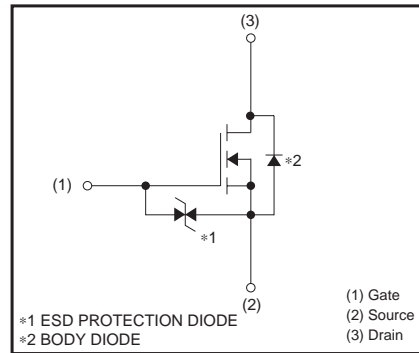 (3)
∗2
(1)
∗1
(2)
∗1 ESD PROTECTION DIODE
∗2 BODY DIODE
(1) Gate
(2) Source
(3) Drain